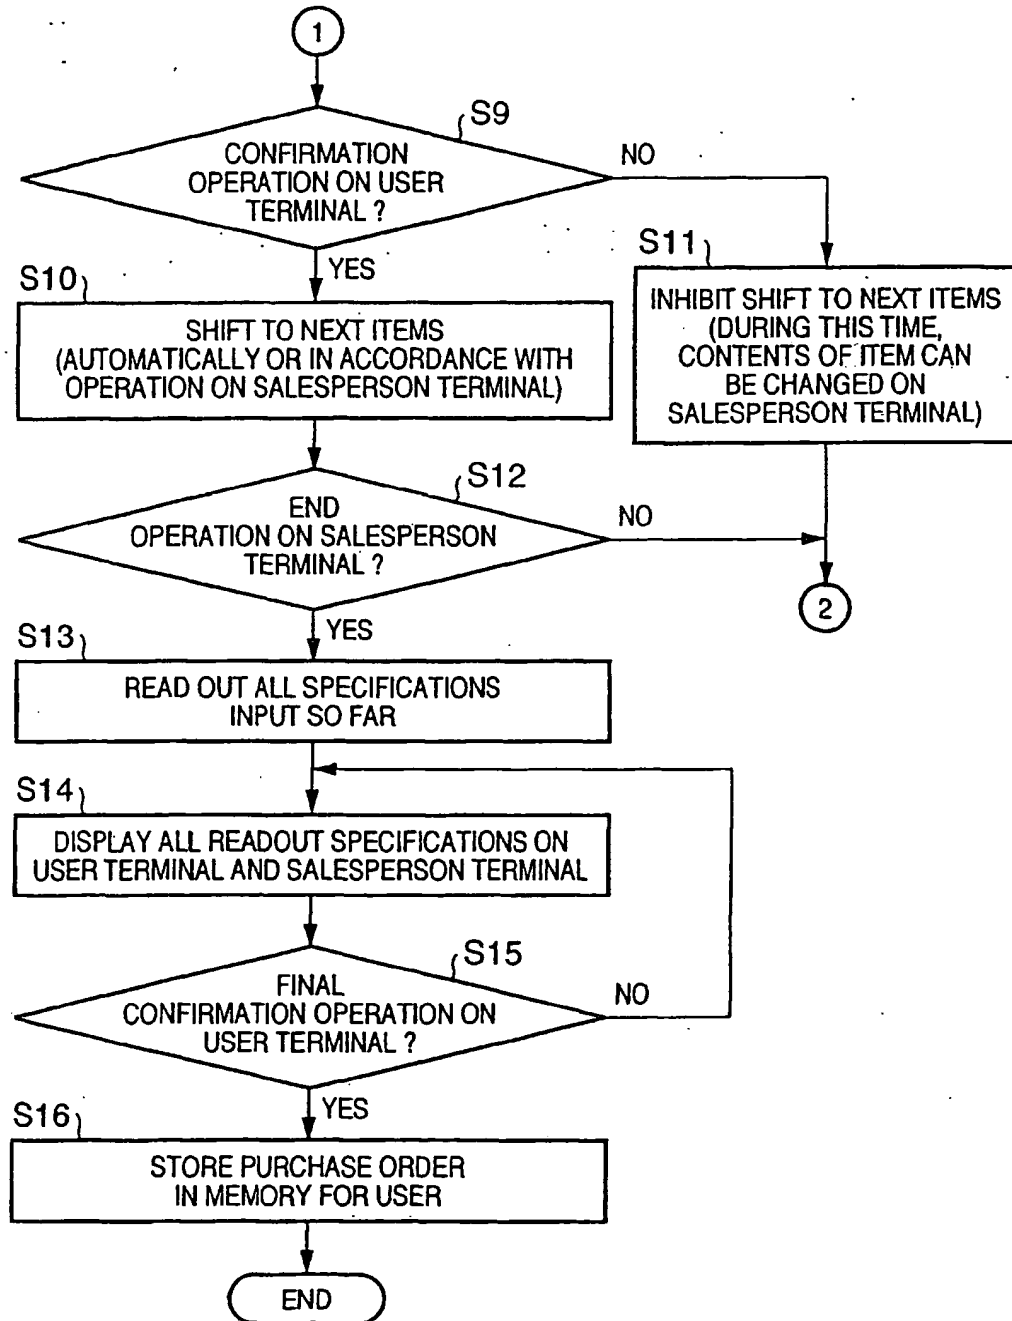 1
S9
CONFIRMATION
OPERATION ON USER
TERMINAL ?
NO
YES
S10
SHIFT TO NEXT ITEMS
(AUTOMATICALLY OR IN ACCORDANCE WITH
OPERATION ON SALESPERSON TERMINAL)
S11
INHIBIT SHIFT TO NEXT ITEMS
(DURING THIS TIME,
CONTENTS OF ITEM CAN
BE CHANGED ON
SALESPERSON TERMINAL)
S12
END
OPERATION ON SALESPERSON
TERMINAL ?
NO
2
YES
S13
READ OUT ALL SPECIFICATIONS
INPUT SO FAR
S14
DISPLAY ALL READOUT SPECIFICATIONS ON
USER TERMINAL AND SALESPERSON TERMINAL
S15
FINAL
CONFIRMATION OPERATION ON
USER TERMINAL ?
NO
YES
S16
STORE PURCHASE ORDER
IN MEMORY FOR USER
END